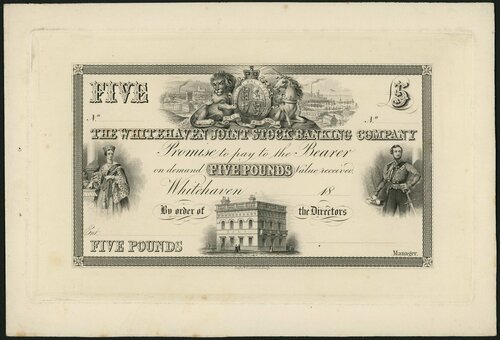 FIVE £5
No No
THE WHITEHAVEN JOINT STOCK BANKING COMPANY
Promise to pay to the Bearer
on demand FIVE POUNDS Value received
Whitehaven 18
By order of the Directors
Ent.
FIVE POUNDS
Manager.